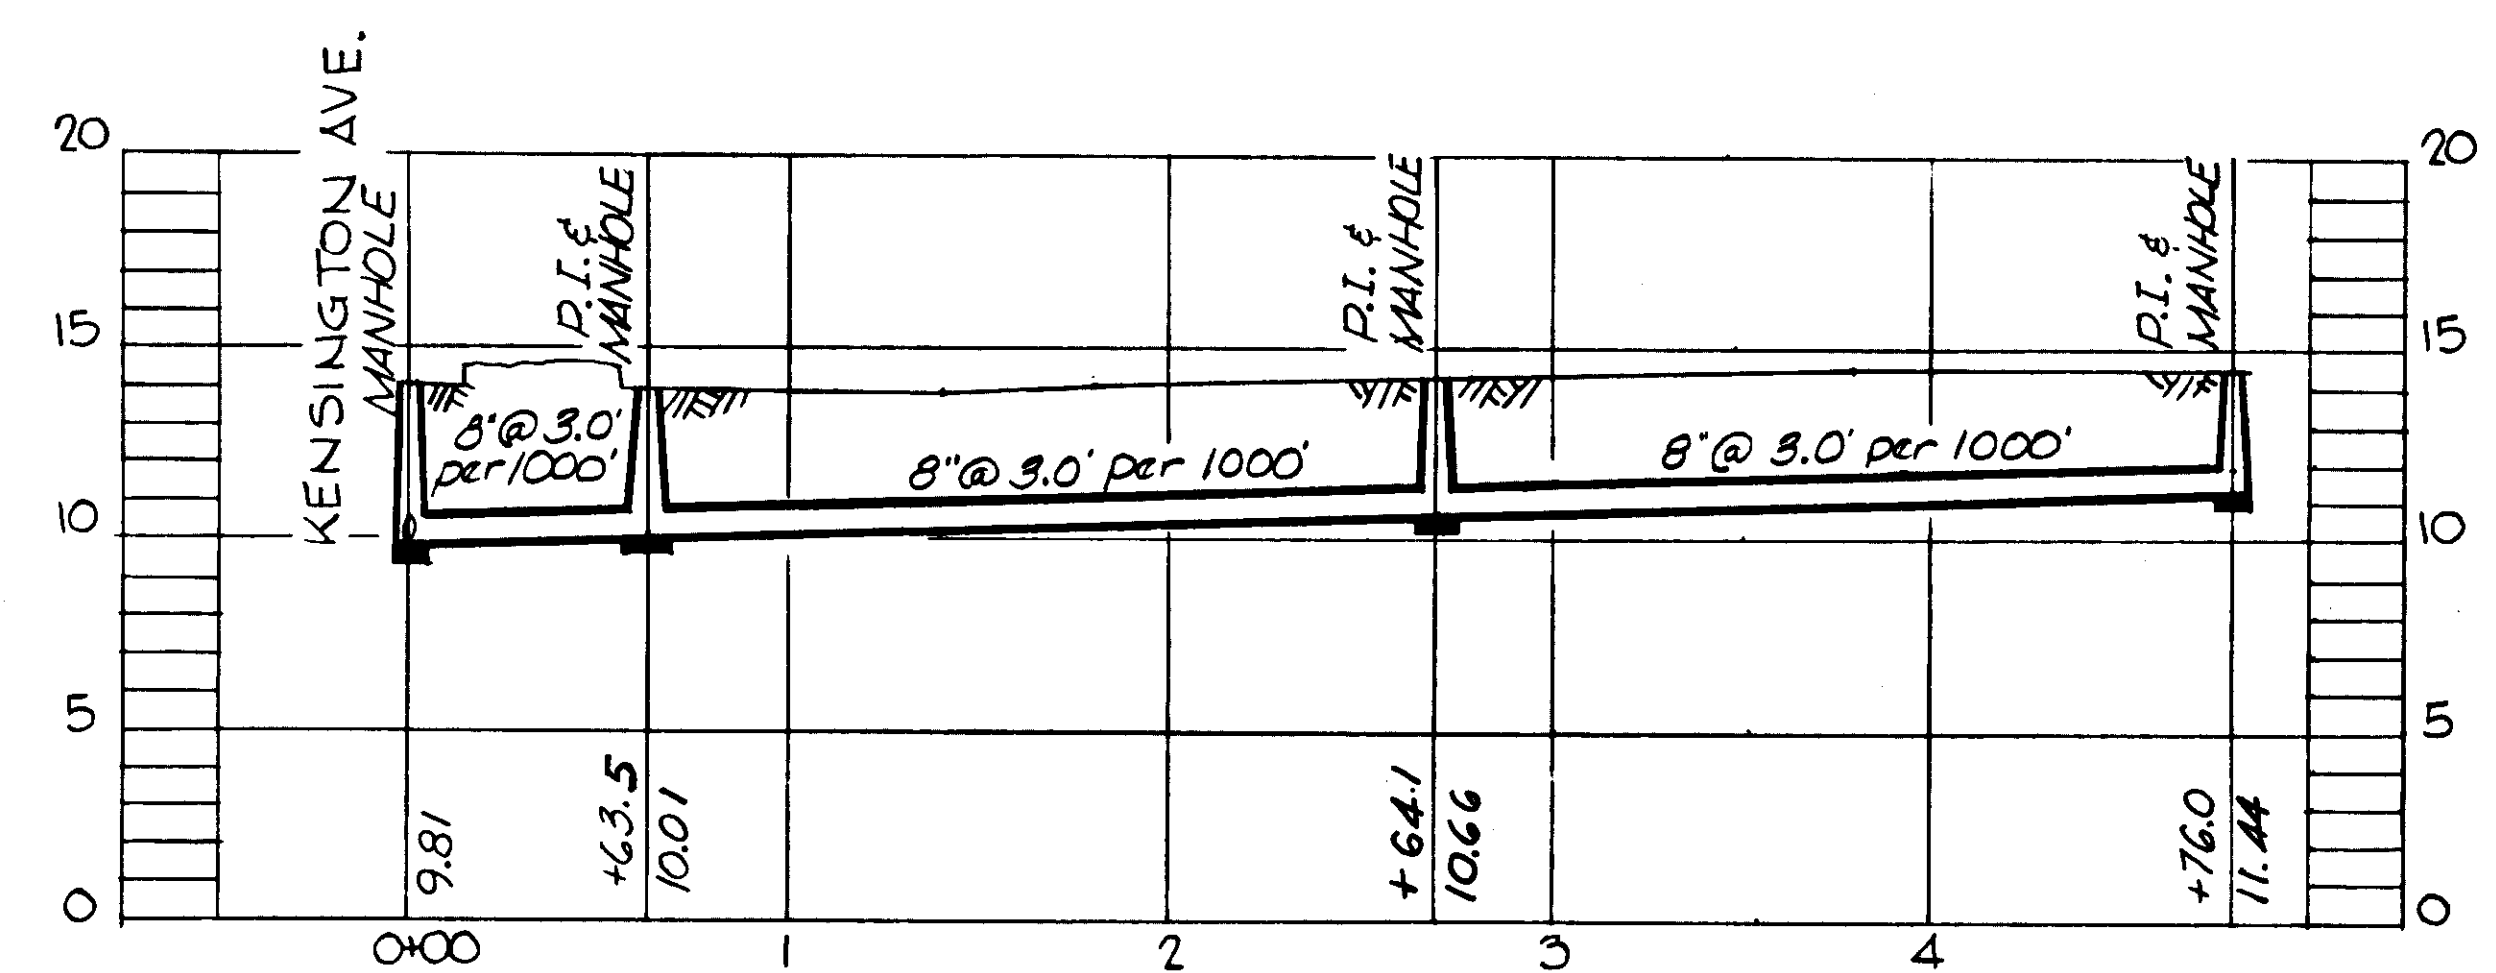 KENSINGTON AVE.
MANHOLE
P.I. &
MANHOLE
P.I. &
MANHOLE
P.I. &
MANHOLE
20
20
15
15
8"@ 3.0'
per 1000'
8"@ 3.0' per 1000'
8"@ 3.0' per 1000'
10
10
5
5
9.81
+63.5
10.01
+64.1
10.66
+76.0
11.44
0
0
0+00
1
2
3
4